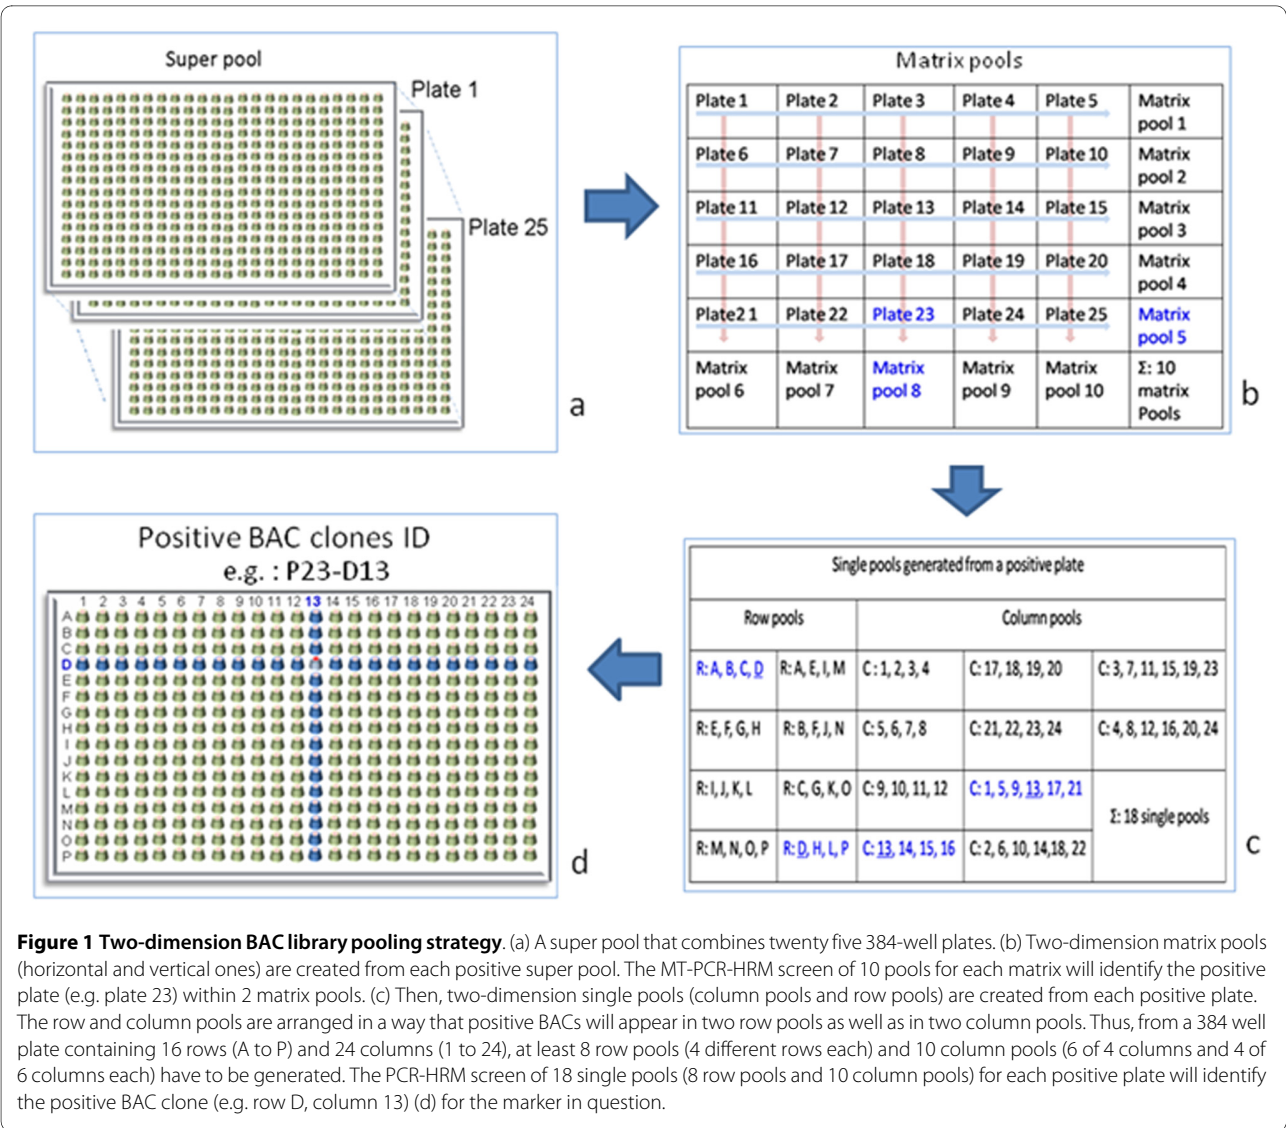 Super pool
Plate 1
Plate 25
a
Matrix pools
Plate 1 Plate 2 Plate 3 Plate 4 Plate 5 Matrix
pool 1
Plate 6 Plate 7 Plate 8 Plate 9 Plate 10 Matrix
pool 2
Plate 11 Plate 12 Plate 13 Plate 14 Plate 15 Matrix
pool 3
Plate 16 Plate 17 Plate 18 Plate 19 Plate 20 Matrix
pool 4
Plate2 1 Plate 22 Plate 23 Plate 24 Plate 25 Matrix
pool 5
Matrix Matrix Matrix Matrix Matrix Σ: 10
pool 6 pool 7 pool 8 pool 9 pool 10 matrix
Pools
b
Single pools generated from a positive plate
Row pools Column pools
R: A, B, C, D R: A, E, I, M C: 1, 2, 3, 4 C: 17, 18, 19, 20 C: 3, 7, 11, 15, 19, 23
R: E, F, G, H R: B, F, J, N C: 5, 6, 7, 8 C: 21, 22, 23, 24 C: 4, 8, 12, 16, 20, 24
R: I, J, K, L R: C, G, K, O C: 9, 10, 11, 12 C: 1, 5, 9, 13, 17, 21 Σ: 18 single pools
R: M, N, O, P R: D, H, L, P C: 13, 14, 15, 16 C: 2, 6, 10, 14,18, 22
c
Positive BAC clones ID
e.g. : P23-D13
1 2 3 4 5 6 7 8 9 10 11 12 13 14 15 16 17 18 19 20 21 22 23 24
A
B
C
D
E
F
G
H
I
J
K
L
M
N
O
P
d
Figure 1 Two-dimension BAC library pooling strategy. (a) A super pool that combines twenty five 384-well plates. (b) Two-dimension matrix pools
(horizontal and vertical ones) are created from each positive super pool. The MT-PCR-HRM screen of 10 pools for each matrix will identify the positive
plate (e.g. plate 23) within 2 matrix pools. (c) Then, two-dimension single pools (column pools and row pools) are created from each positive plate.
The row and column pools are arranged in a way that positive BACs will appear in two row pools as well as in two column pools. Thus, from a 384 well
plate containing 16 rows (A to P) and 24 columns (1 to 24), at least 8 row pools (4 different rows each) and 10 column pools (6 of 4 columns and 4 of
6 columns each) have to be generated. The PCR-HRM screen of 18 single pools (8 row pools and 10 column pools) for each positive plate will identify
the positive BAC clone (e.g. row D, column 13) (d) for the marker in question.